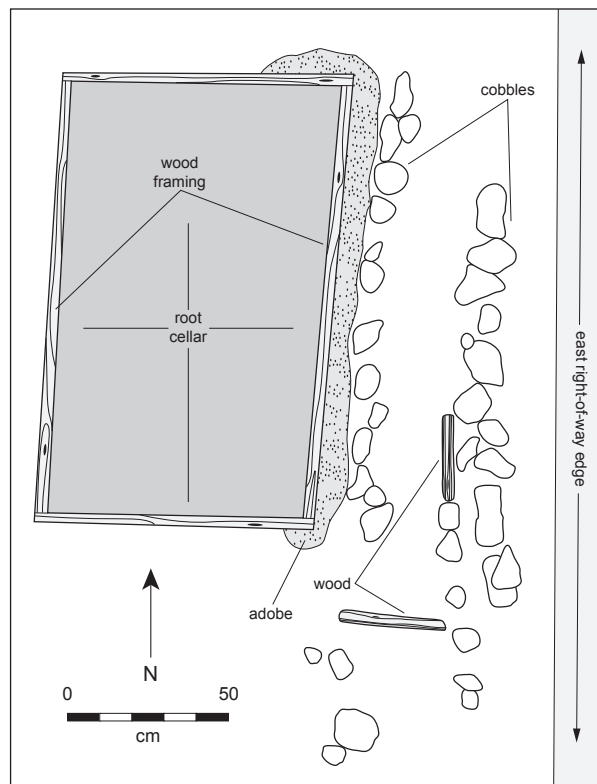 cobbles
wood
framing
root
cellar
east right-of-way edge
wood
adobe
N
0 50
cm